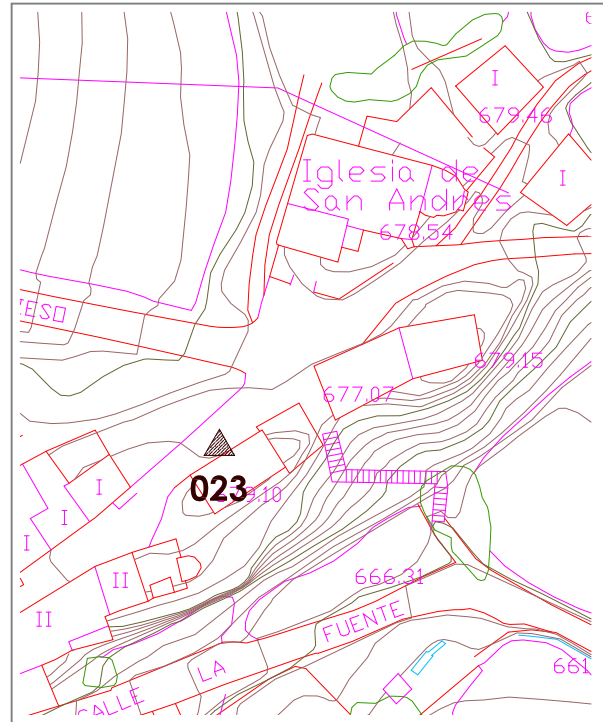 I
679.46
Iglesia de
San Andres
I
678.54
679.15
677.07
I
I
I
023
II
666.31
II
FUENTE
LA
CALLE
661